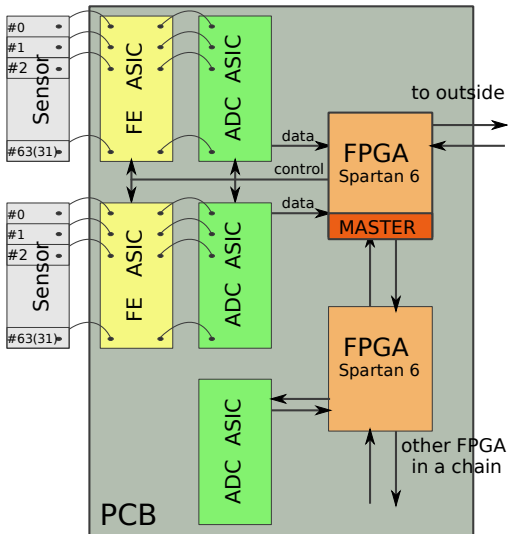 #0
#1
#2
#63(31)
Sensor
FE ASIC
ADC ASIC
data
control
data
FPGA
Spartan 6
MASTER
to outside
#0
#1
#2
#63(31)
Sensor
FE ASIC
ADC ASIC
FPGA
Spartan 6
ADC ASIC
other FPGA
in a chain
PCB